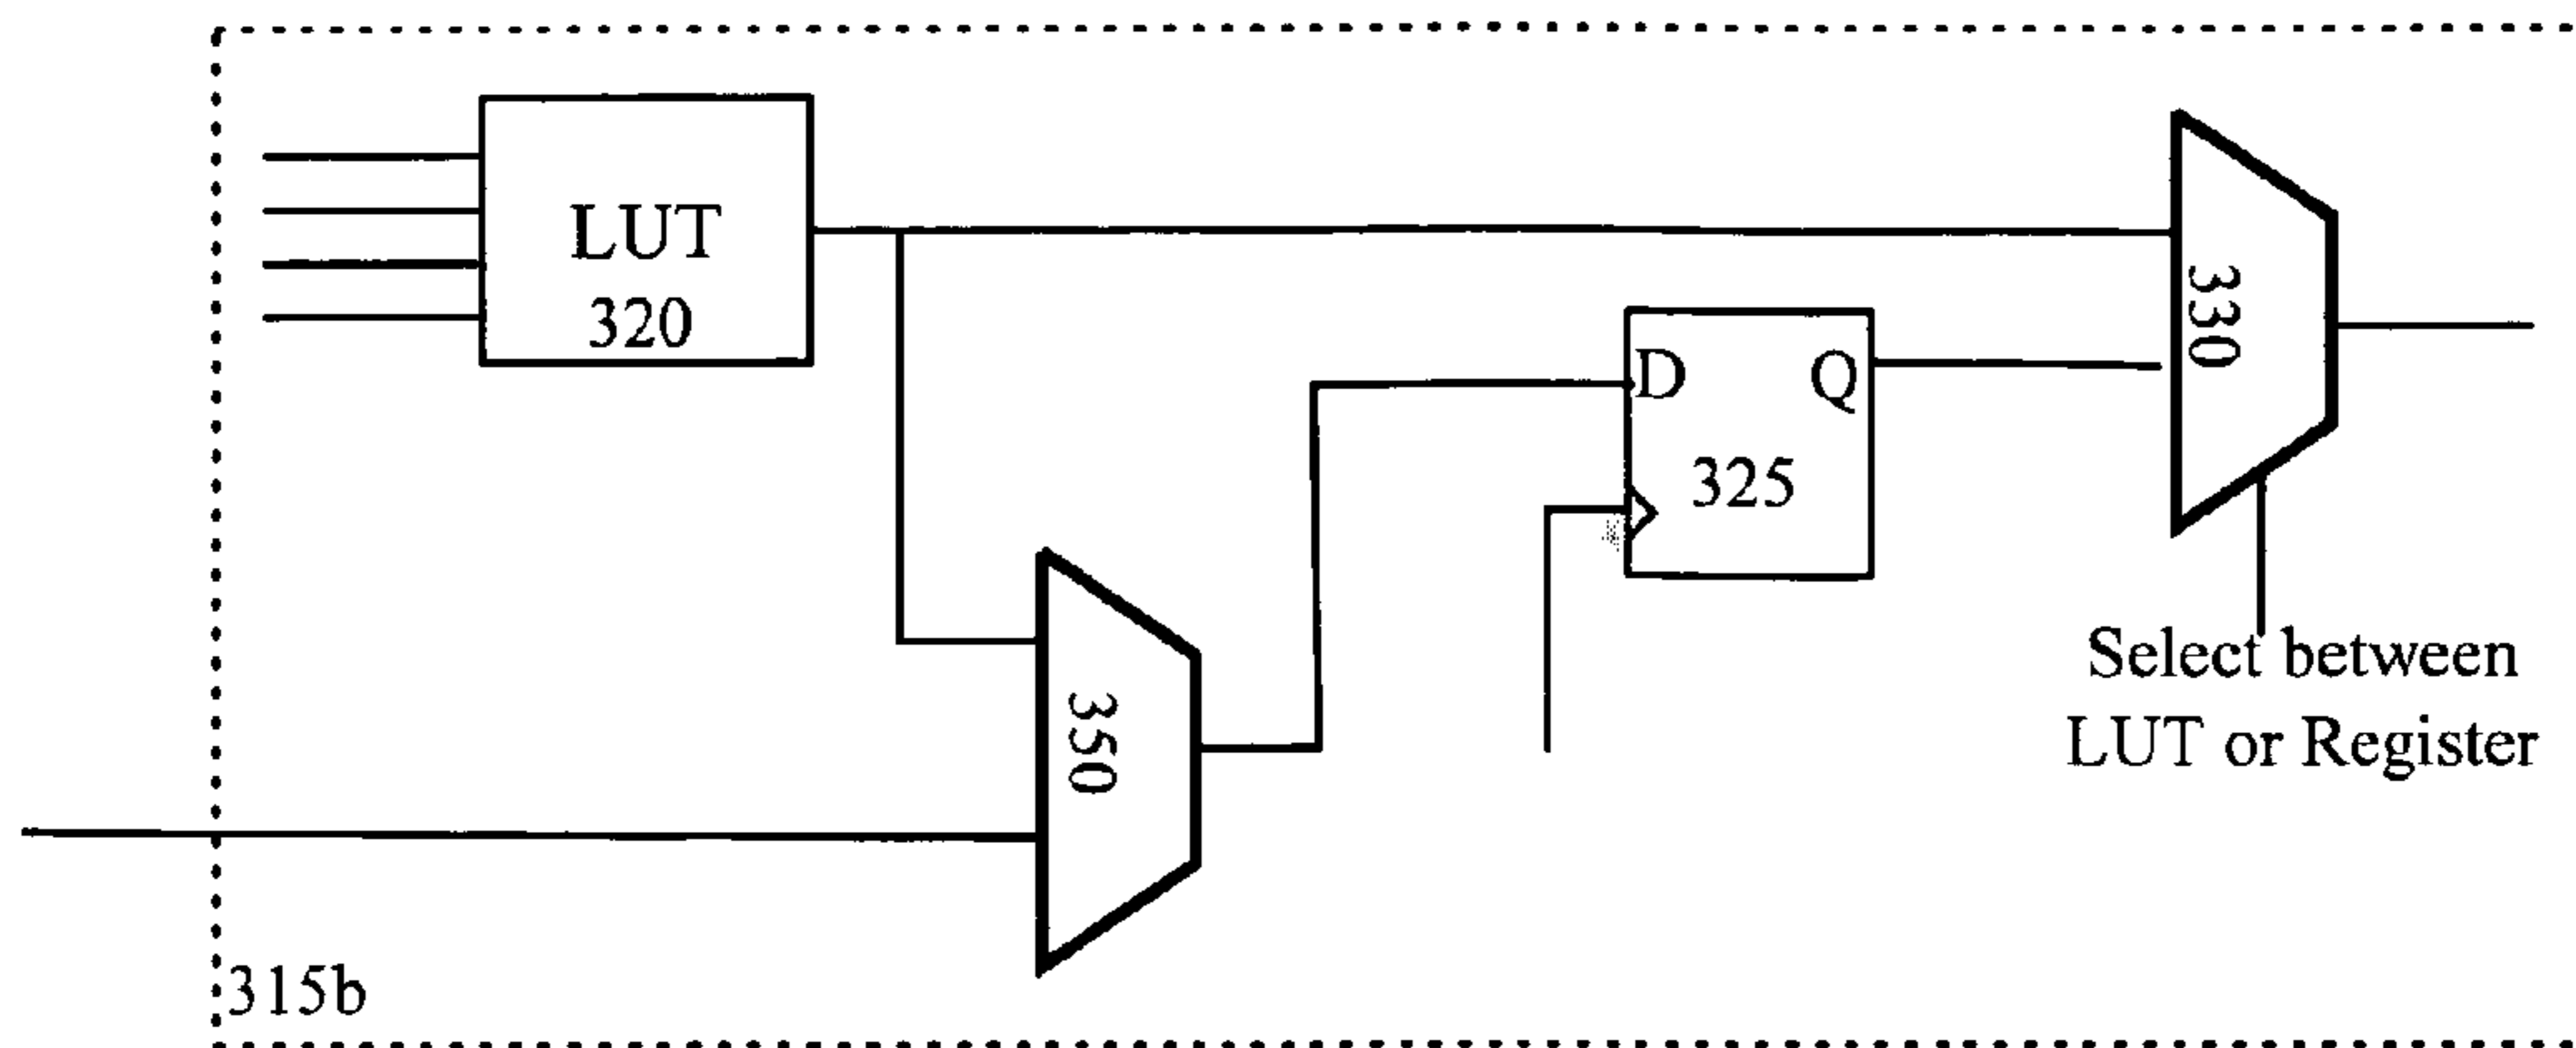 LUT
320
330
D Q
325
350
Select between
LUT or Register
315b